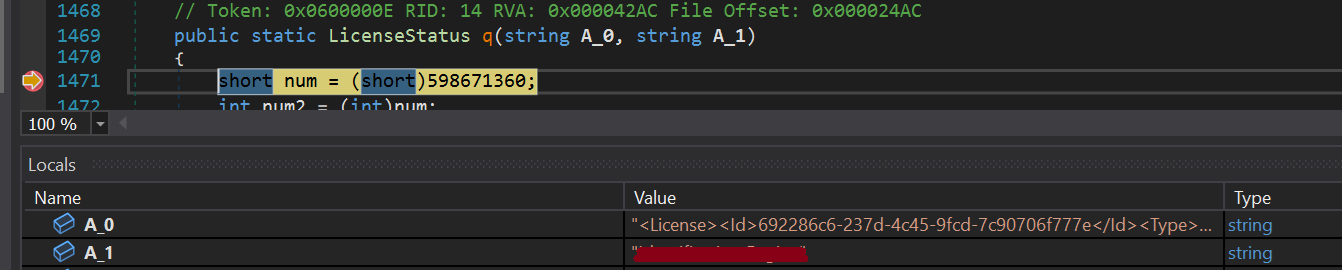 1468 // Token: 0x0600000E RID: 14 RVA: 0x000042AC File Offset: 0x000024AC
1469 public static LicenseStatus q(string A_0, string A_1)
1470 {
1471 short num = (short)598671360;
1472 int num2 = (int)num;
100 %
Locals
Name Value Type
A_0 "<License><Id>692286c6-237d-4c45-9fcd-7c90706f777e</Id><Type>... string
A_1 string